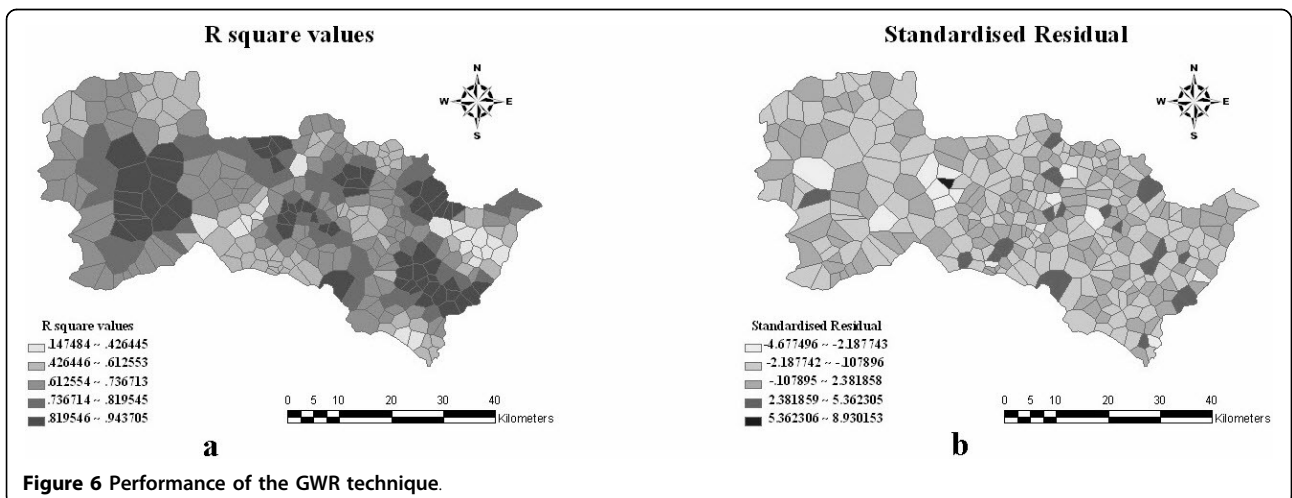 R square values
N
W E
S
R square values
.147484 ~ .426445
.426446 ~ .612553
.612554 ~ .736713
.736714 ~ .819545
.819546 ~ .943705
0 5 10 20 30 40
Kilometers
a
Standardised Residual
N
W E
S
Standardised Residual
-4.677496 ~ -2.187743
-2.187742 ~ -.107896
-.107895 ~ 2.381858
2.381859 ~ 5.362305
5.362306 ~ 8.930153
0 5 10 20 30 40
Kilometers
b
Figure 6 Performance of the GWR technique.